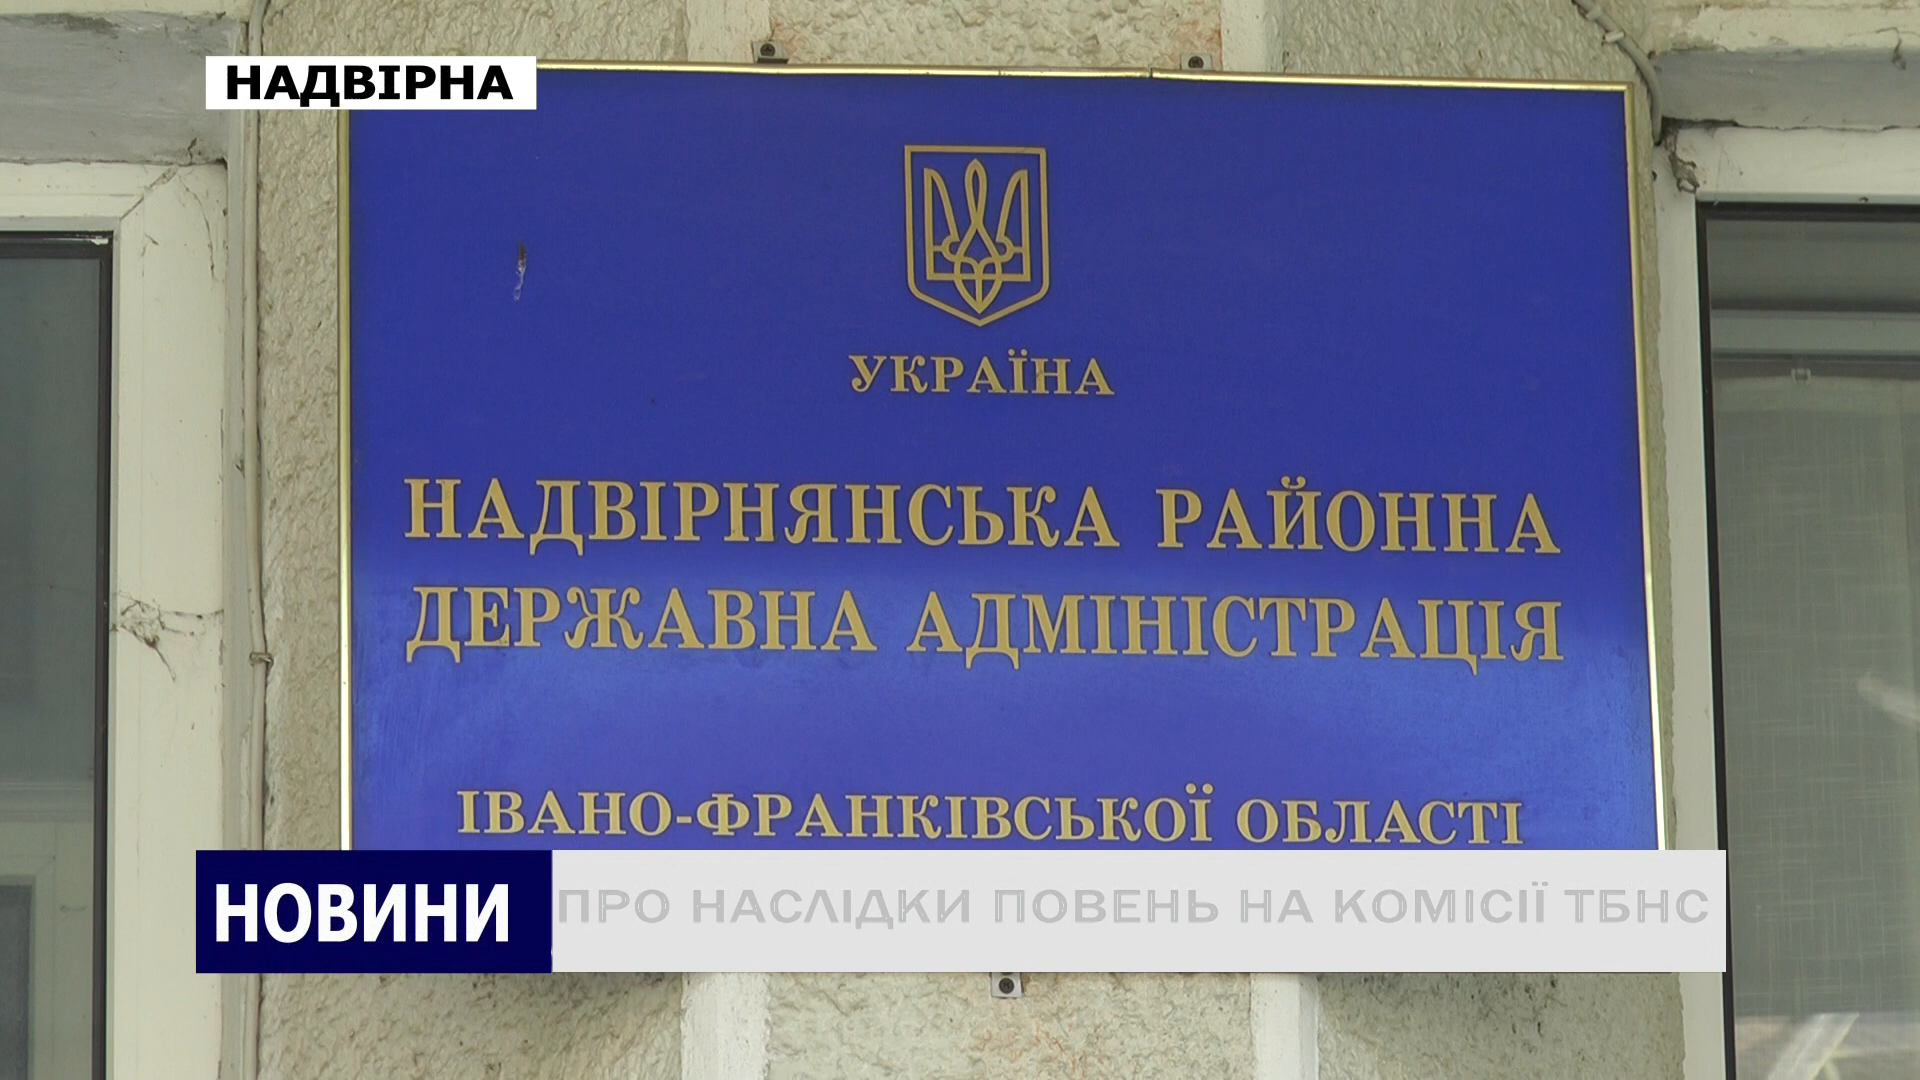 НАДВІРНА
УКРАЇНА
НАДВІРНЯНСЬКА РАЙОННА
ДЕРЖАВНА АДМІНІСТРАЦІЯ
ІВАНО-ФРАНКІВСЬКОЇ ОБЛАСТІ
НОВИНИ
ПРО НАСЛІДКИ ПОВЕНЬ НА КОМІСІЇ ТБНС